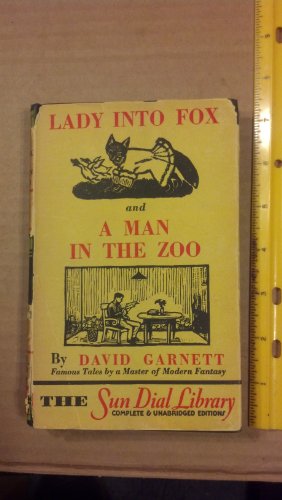 LADY INTO FOX
and
A MAN
IN THE ZOO
By DAVID GARNETT
Famous Tales by a Master of Modern Fantasy
THE Sun Dial Library
COMPLETE & UNABRIDGED EDITIONS